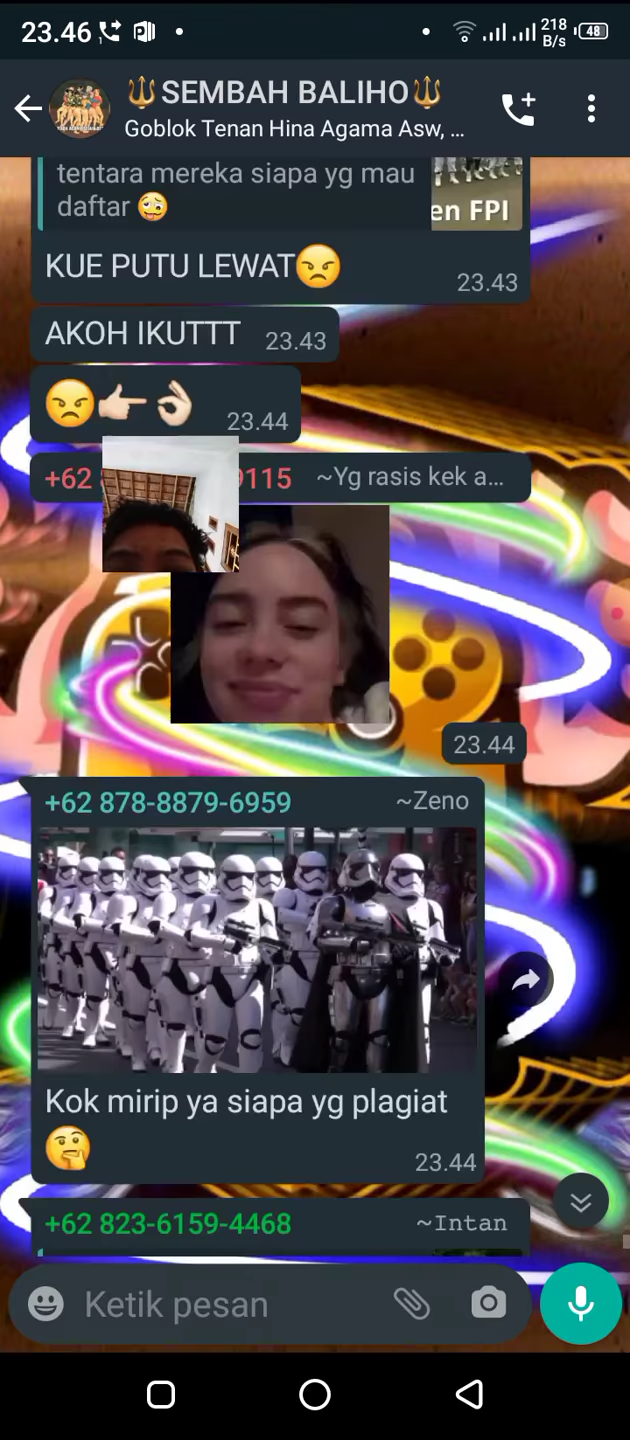 23.46
218
B/s
48
SEMBAH BALIHO
Goblok Tenan Hina Agama Asw, ...
tentara mereka siapa yg mau
daftar
en FPI
KUE PUTU LEWAT
23.43
AKOH IKUTTT 23.43
23.44
+62 9115 ~Yg rasis kek a...
23.44
+62 878-8879-6959 ~Zeno
Kok mirip ya siapa yg plagiat
23.44
+62 823-6159-4468 ~Intan
Ketik pesan